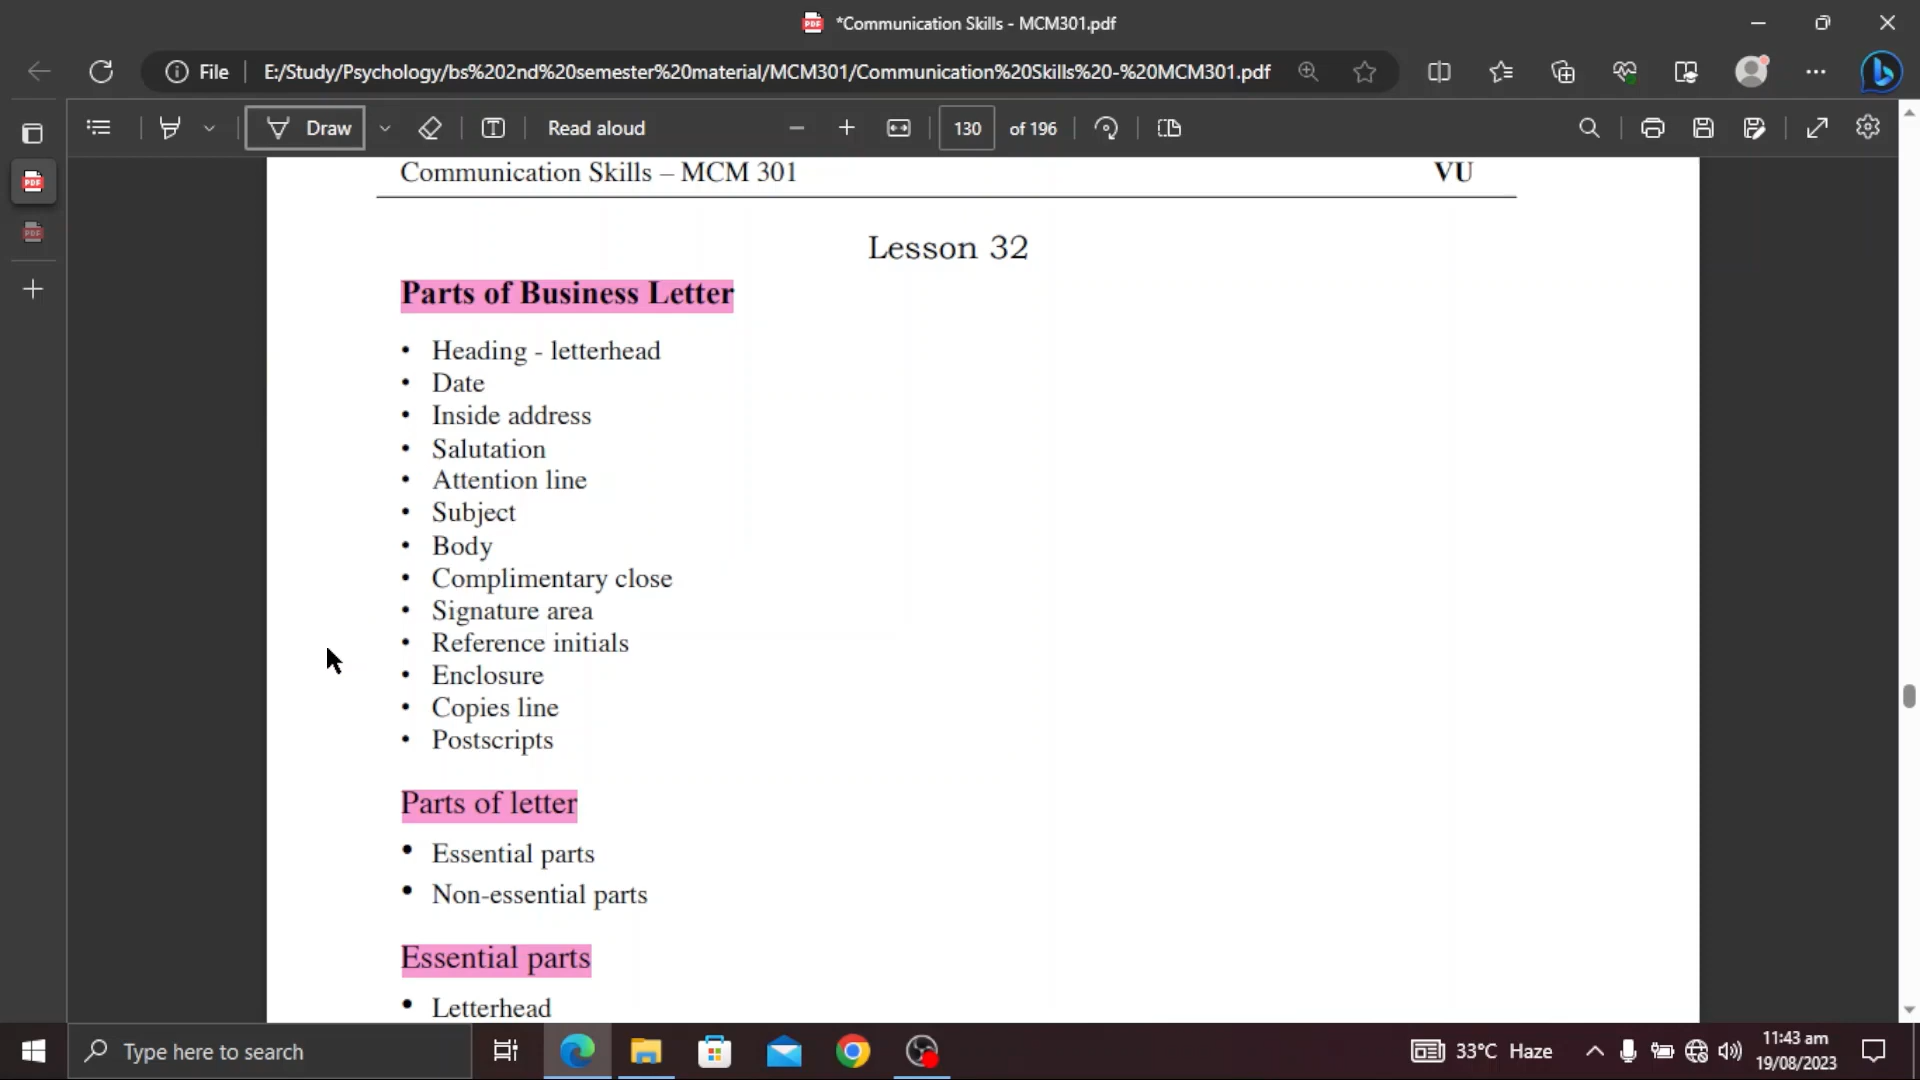 *Communication Skills - MCM301.pdf
File
E:/Study/Psychology/bs%202nd%20semester%20material/MCM301/Communication%20Skills%20-%20MCM301.pdf
Draw
Read aloud
130
of 196
Communication Skills – MCM 301
VU
Lesson 32
Parts of Business Letter
• Heading - letterhead
• Date
• Inside address
• Salutation
• Attention line
• Subject
• Body
• Complimentary close
• Signature area
• Reference initials
• Enclosure
• Copies line
• Postscripts
Parts of letter
• Essential parts
• Non-essential parts
Essential parts
• Letterhead
Type here to search
33°C Haze
11:43 am
19/08/2023